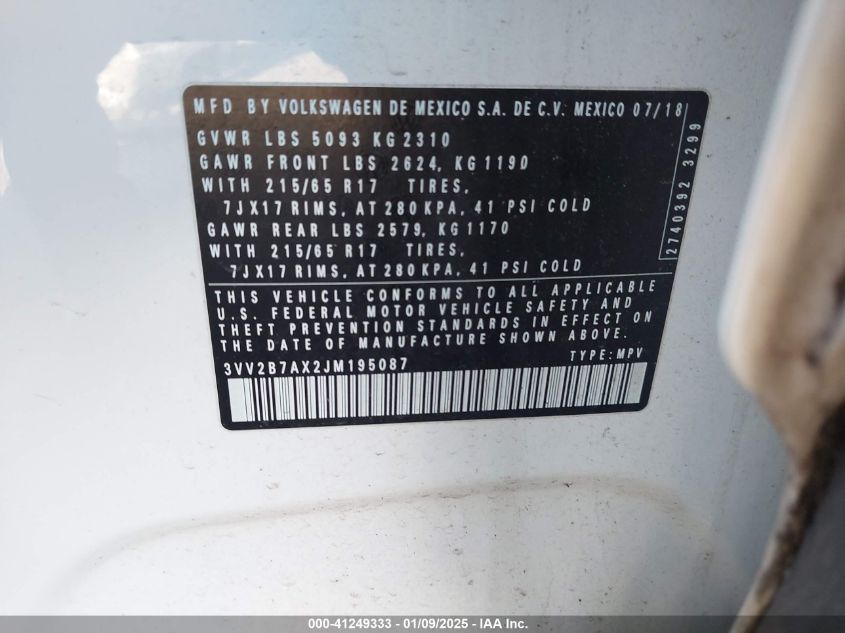 MFD BY VOLKSWAGEN DE MEXICO S.A. DE C.V. MEXICO 07/18
GVWR LBS 5093 KG 2310
GAWR FRONT LBS 2624, KG 1190
WITH 215/65 R17 TIRES,
7JX17 RIMS, AT 280 KPA, 41 PSI COLD
GAWR REAR LBS 2579, KG 1170
WITH 215/65 R17 TIRES,
7JX17 RIMS, AT 280 KPA, 41 PSI COLD
2740392 3299
THIS VEHICLE CONFORMS TO ALL APPLICABLE
U.S. FEDERAL MOTOR VEHICLE SAFETY AND
THEFT PREVENTION STANDARDS IN EFFECT ON
THE DATE OF MANUFACTURE SHOWN ABOVE.
3VV2B7AX2JM195087 TYPE: MPV
000-41249333 - 01/09/2025 - IAA Inc.